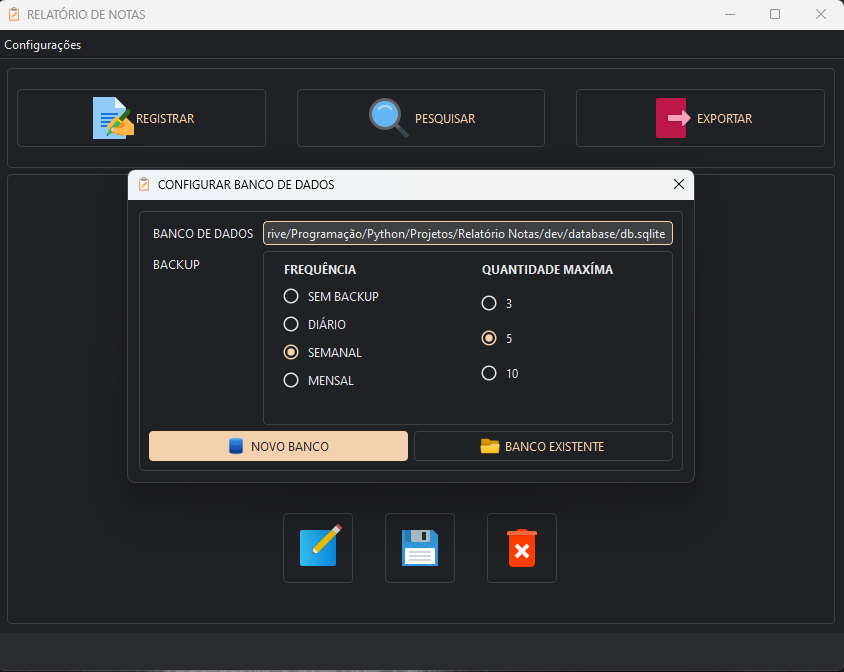 RELATÓRIO DE NOTAS
Configurações
REGISTRAR
PESQUISAR
EXPORTAR
CONFIGURAR BANCO DE DADOS
BANCO DE DADOS rive/Programação/Python/Projetos/Relatório Notas/dev/database/db.sqlite
BACKUP
FREQUÊNCIA
SEM BACKUP
DIÁRIO
SEMANAL
MENSAL
QUANTIDADE MAXÍMA
3
5
10
NOVO BANCO
BANCO EXISTENTE